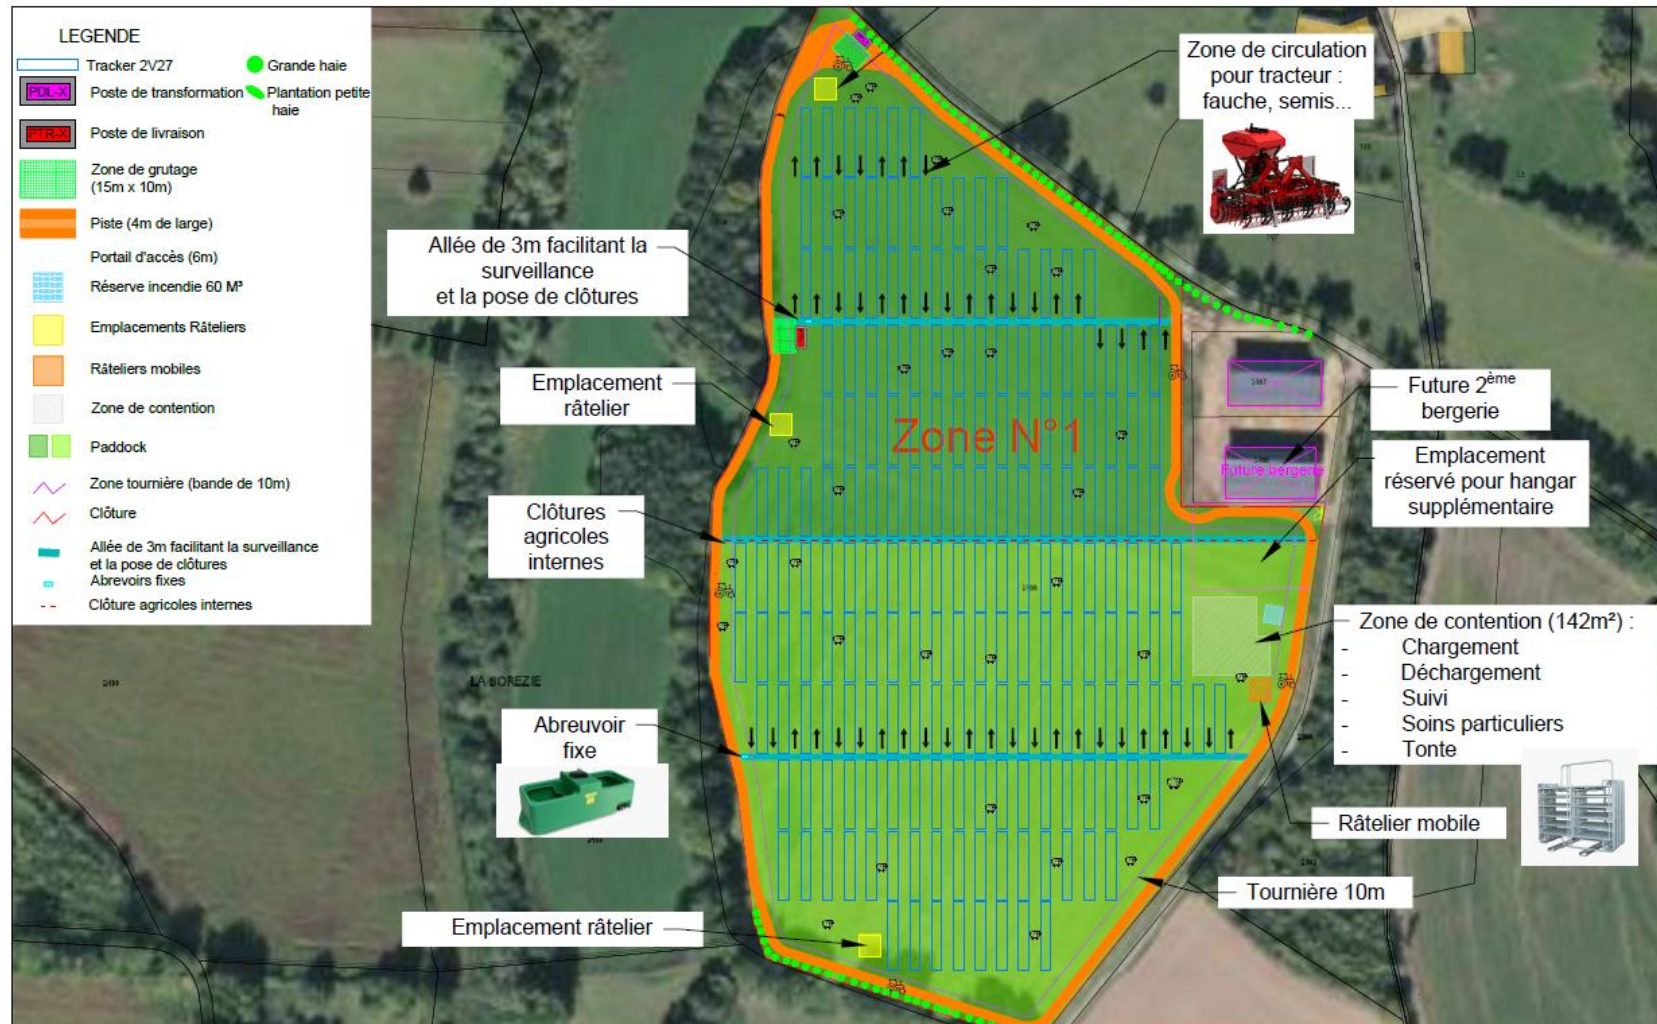 LEGENDE
Tracker 2V27
Grande haie
PDL-X
Poste de transformation
Plantation petite
haie
PTR-X
Poste de livraison
Zone de grutage
(15m x 10m)
Piste (4m de large)
Portail d'accès (6m)
Réserve incendie 60 M³
Emplacements Râteliers
Râteliers mobiles
Zone de contention
Paddock
Zone tournière (bande de 10m)
Clôture
Allée de 3m facilitant la surveillance
et la pose de clôtures
Abrevoirs fixes
Clôture agricoles internes
Zone de circulation
pour tracteur :
fauche, semis...
Allée de 3m facilitant la
surveillance
et la pose de clôtures
Emplacement
râtelier
Zone N°1
Future 2ème
bergerie
Future bergerie
Emplacement
réservé pour hangar
supplémentaire
Clôtures
agricoles
internes
Zone de contention (142m²) :
- Chargement
- Déchargement
- Suivi
- Soins particuliers
- Tonte
LA BOREZIE
Abreuvoir
fixe
Râtelier mobile
Tournière 10m
Emplacement râtelier